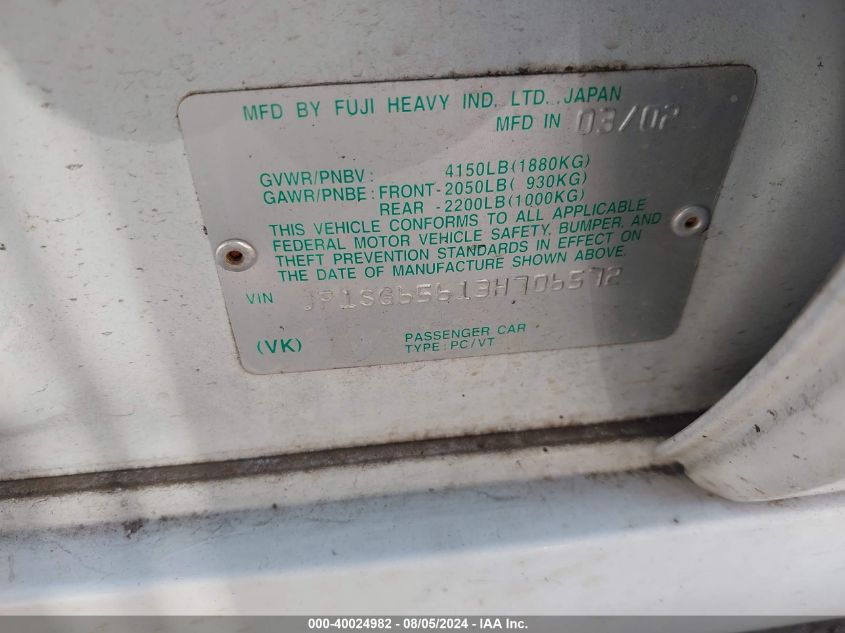 MFD BY FUJI HEAVY IND. LTD., JAPAN
MFD IN 03/02
GVWR/PNBV: 4150LB(1880KG)
GAWR/PNBE: FRONT-2050LB( 930KG)
REAR -2200LB(1000KG)
THIS VEHICLE CONFORMS TO ALL APPLICABLE
FEDERAL MOTOR VEHICLE SAFETY, BUMPER, AND
THEFT PREVENTION STANDARDS IN EFFECT ON
THE DATE OF MANUFACTURE SHOWN ABOVE.
VIN JF1SG65613H706572
(VK)
PASSENGER CAR
TYPE: PC/VT
000-40024982 - 08/05/2024 - IAA Inc.